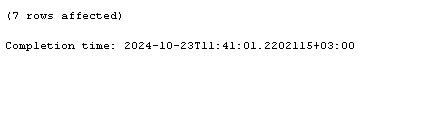 (7 rows affected)
Completion time: 2024-10-23T11:41:01.2202115+03:00